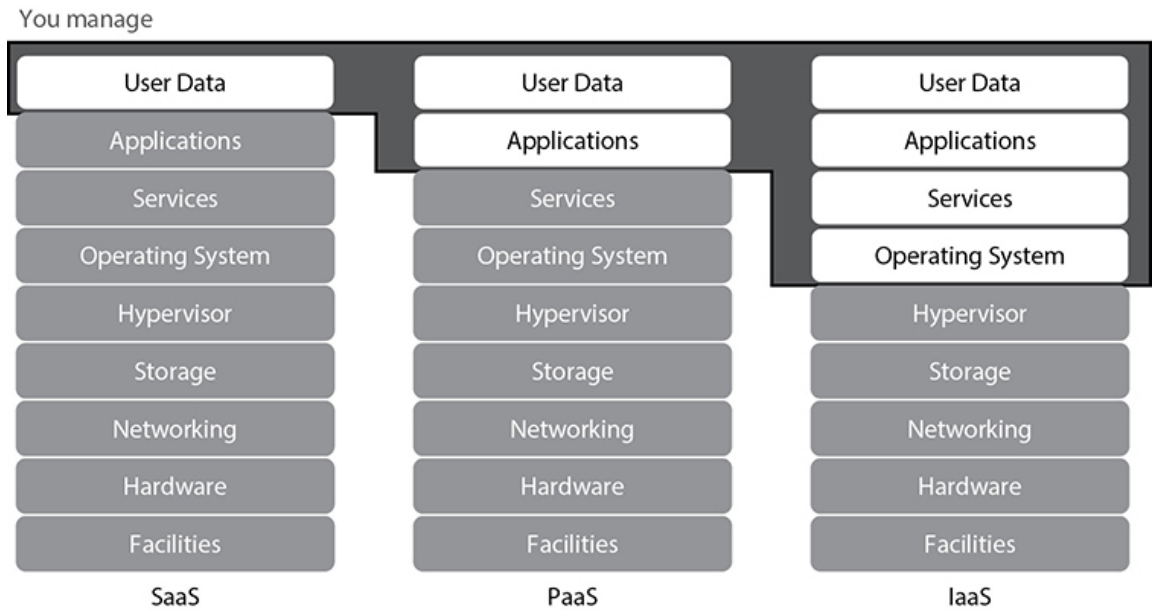 You manage
User Data
Applications
Services
Operating System
Hypervisor
Storage
Networking
Hardware
Facilities
SaaS
User Data
Applications
Services
Operating System
Hypervisor
Storage
Networking
Hardware
Facilities
PaaS
User Data
Applications
Services
Operating System
Hypervisor
Storage
Networking
Hardware
Facilities
IaaS